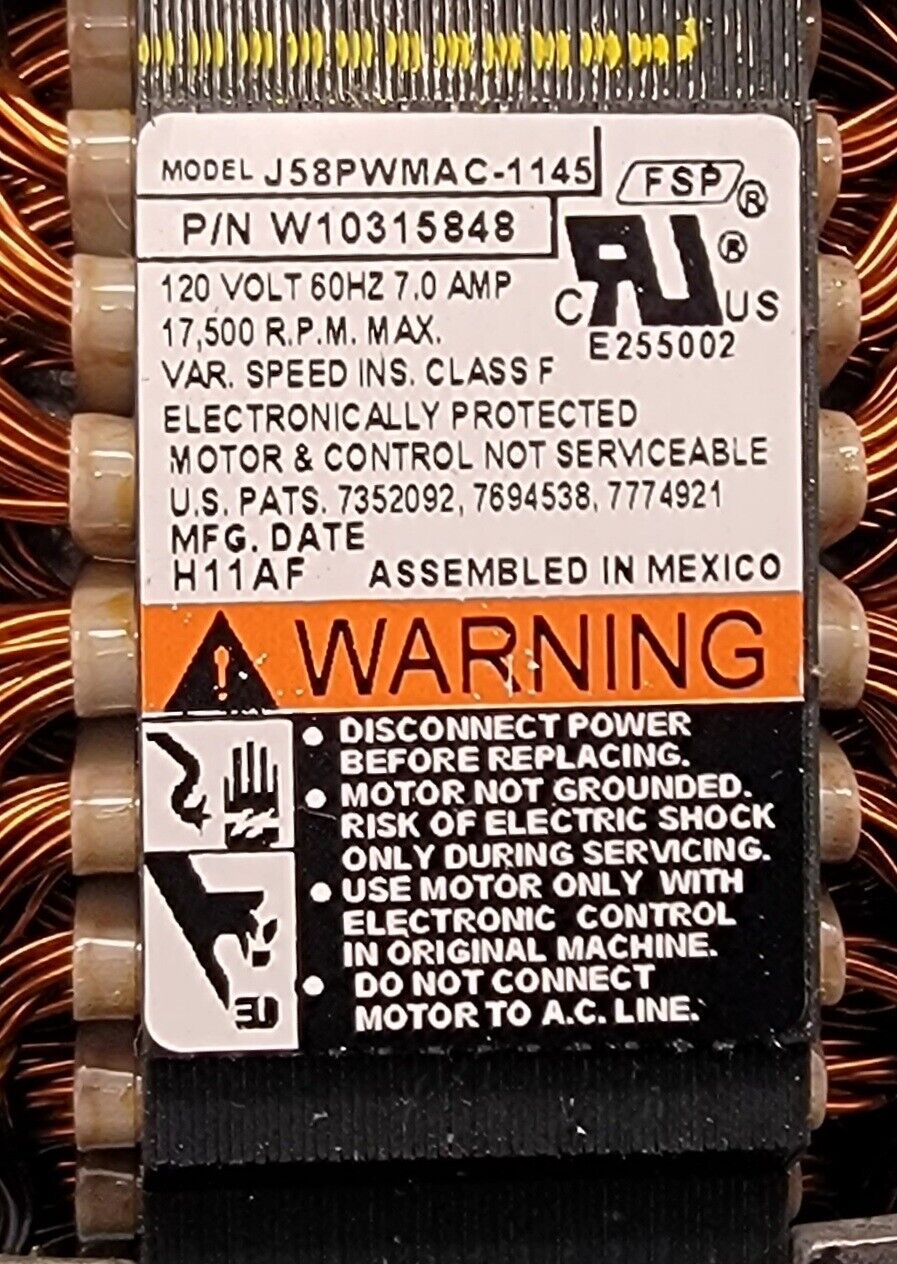 MODEL J58PWMAC-1145
FSP®
P/N W10315848
®
C US
E255002
120 VOLT 60HZ 7.0 AMP
17,500 R.P.M. MAX.
VAR. SPEED INS. CLASS F
ELECTRONICALLY PROTECTED
MOTOR & CONTROL NOT SERVICEABLE
U.S. PATS. 7352092, 7694538, 7774921
MFG. DATE
H11AF ASSEMBLED IN MEXICO
! WARNING
• DISCONNECT POWER
BEFORE REPLACING.
• MOTOR NOT GROUNDED.
RISK OF ELECTRIC SHOCK
ONLY DURING SERVICING.
• USE MOTOR ONLY WITH
ELECTRONIC CONTROL
IN ORIGINAL MACHINE.
• DO NOT CONNECT
MOTOR TO A.C. LINE.